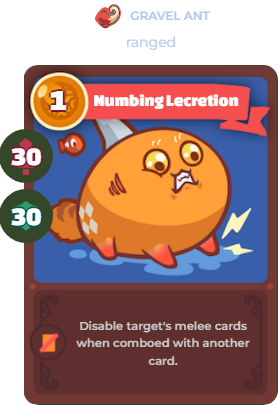 GRAVEL ANT
ranged
1
Numbing Lecretion
30
30
Disable target's melee cards
when comboed with another
card.